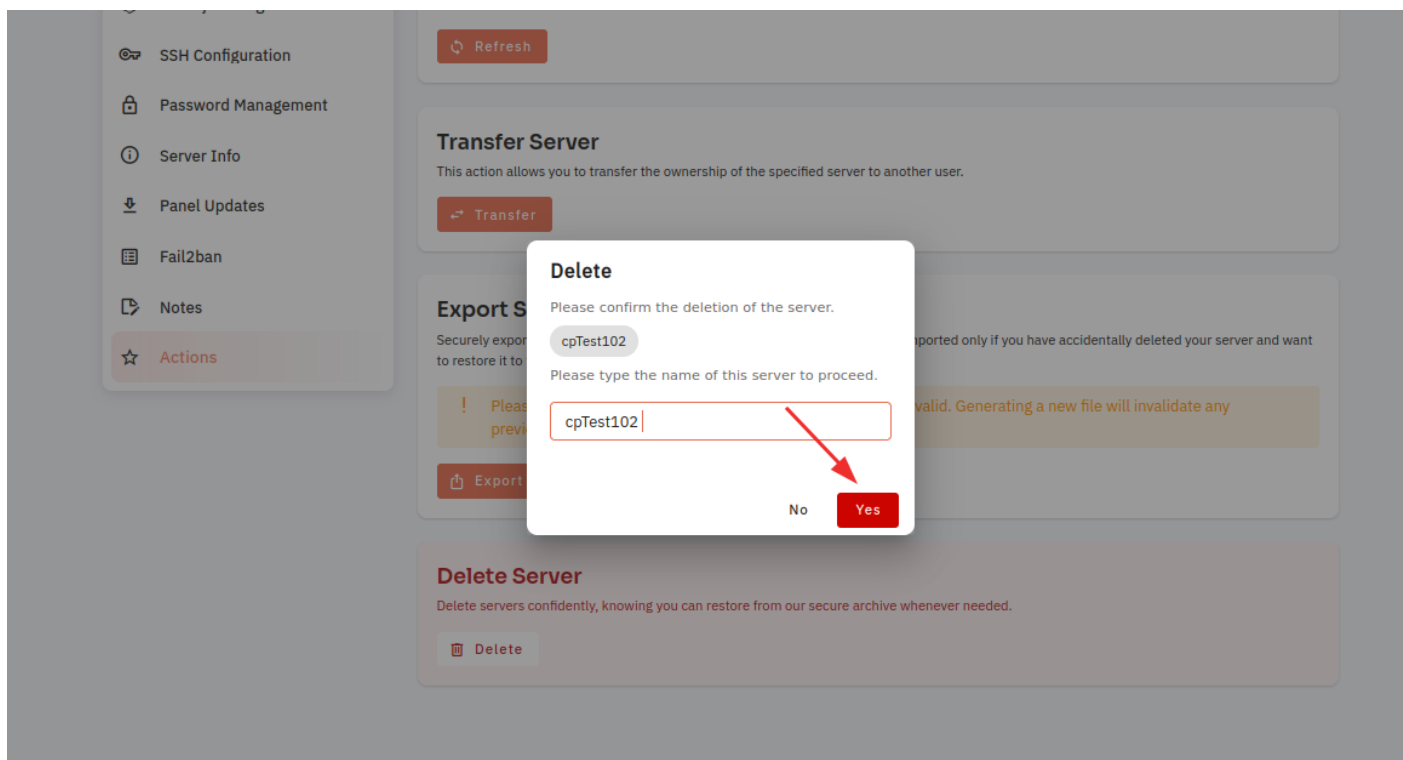 SSH Configuration
Password Management
Server Info
Panel Updates
Fail2ban
Notes
Actions
Refresh
Transfer Server
This action allows you to transfer the ownership of the specified server to another user.
Transfer
Export S
Securely expor
ported only if you have accidentally deleted your server and want
to restore it to
! Pleas
valid. Generating a new file will invalidate any
previ
Export
Delete
Please confirm the deletion of the server.
cpTest102
Please type the name of this server to proceed.
cpTest102
No
Yes
Delete Server
Delete servers confidently, knowing you can restore from our secure archive whenever needed.
Delete